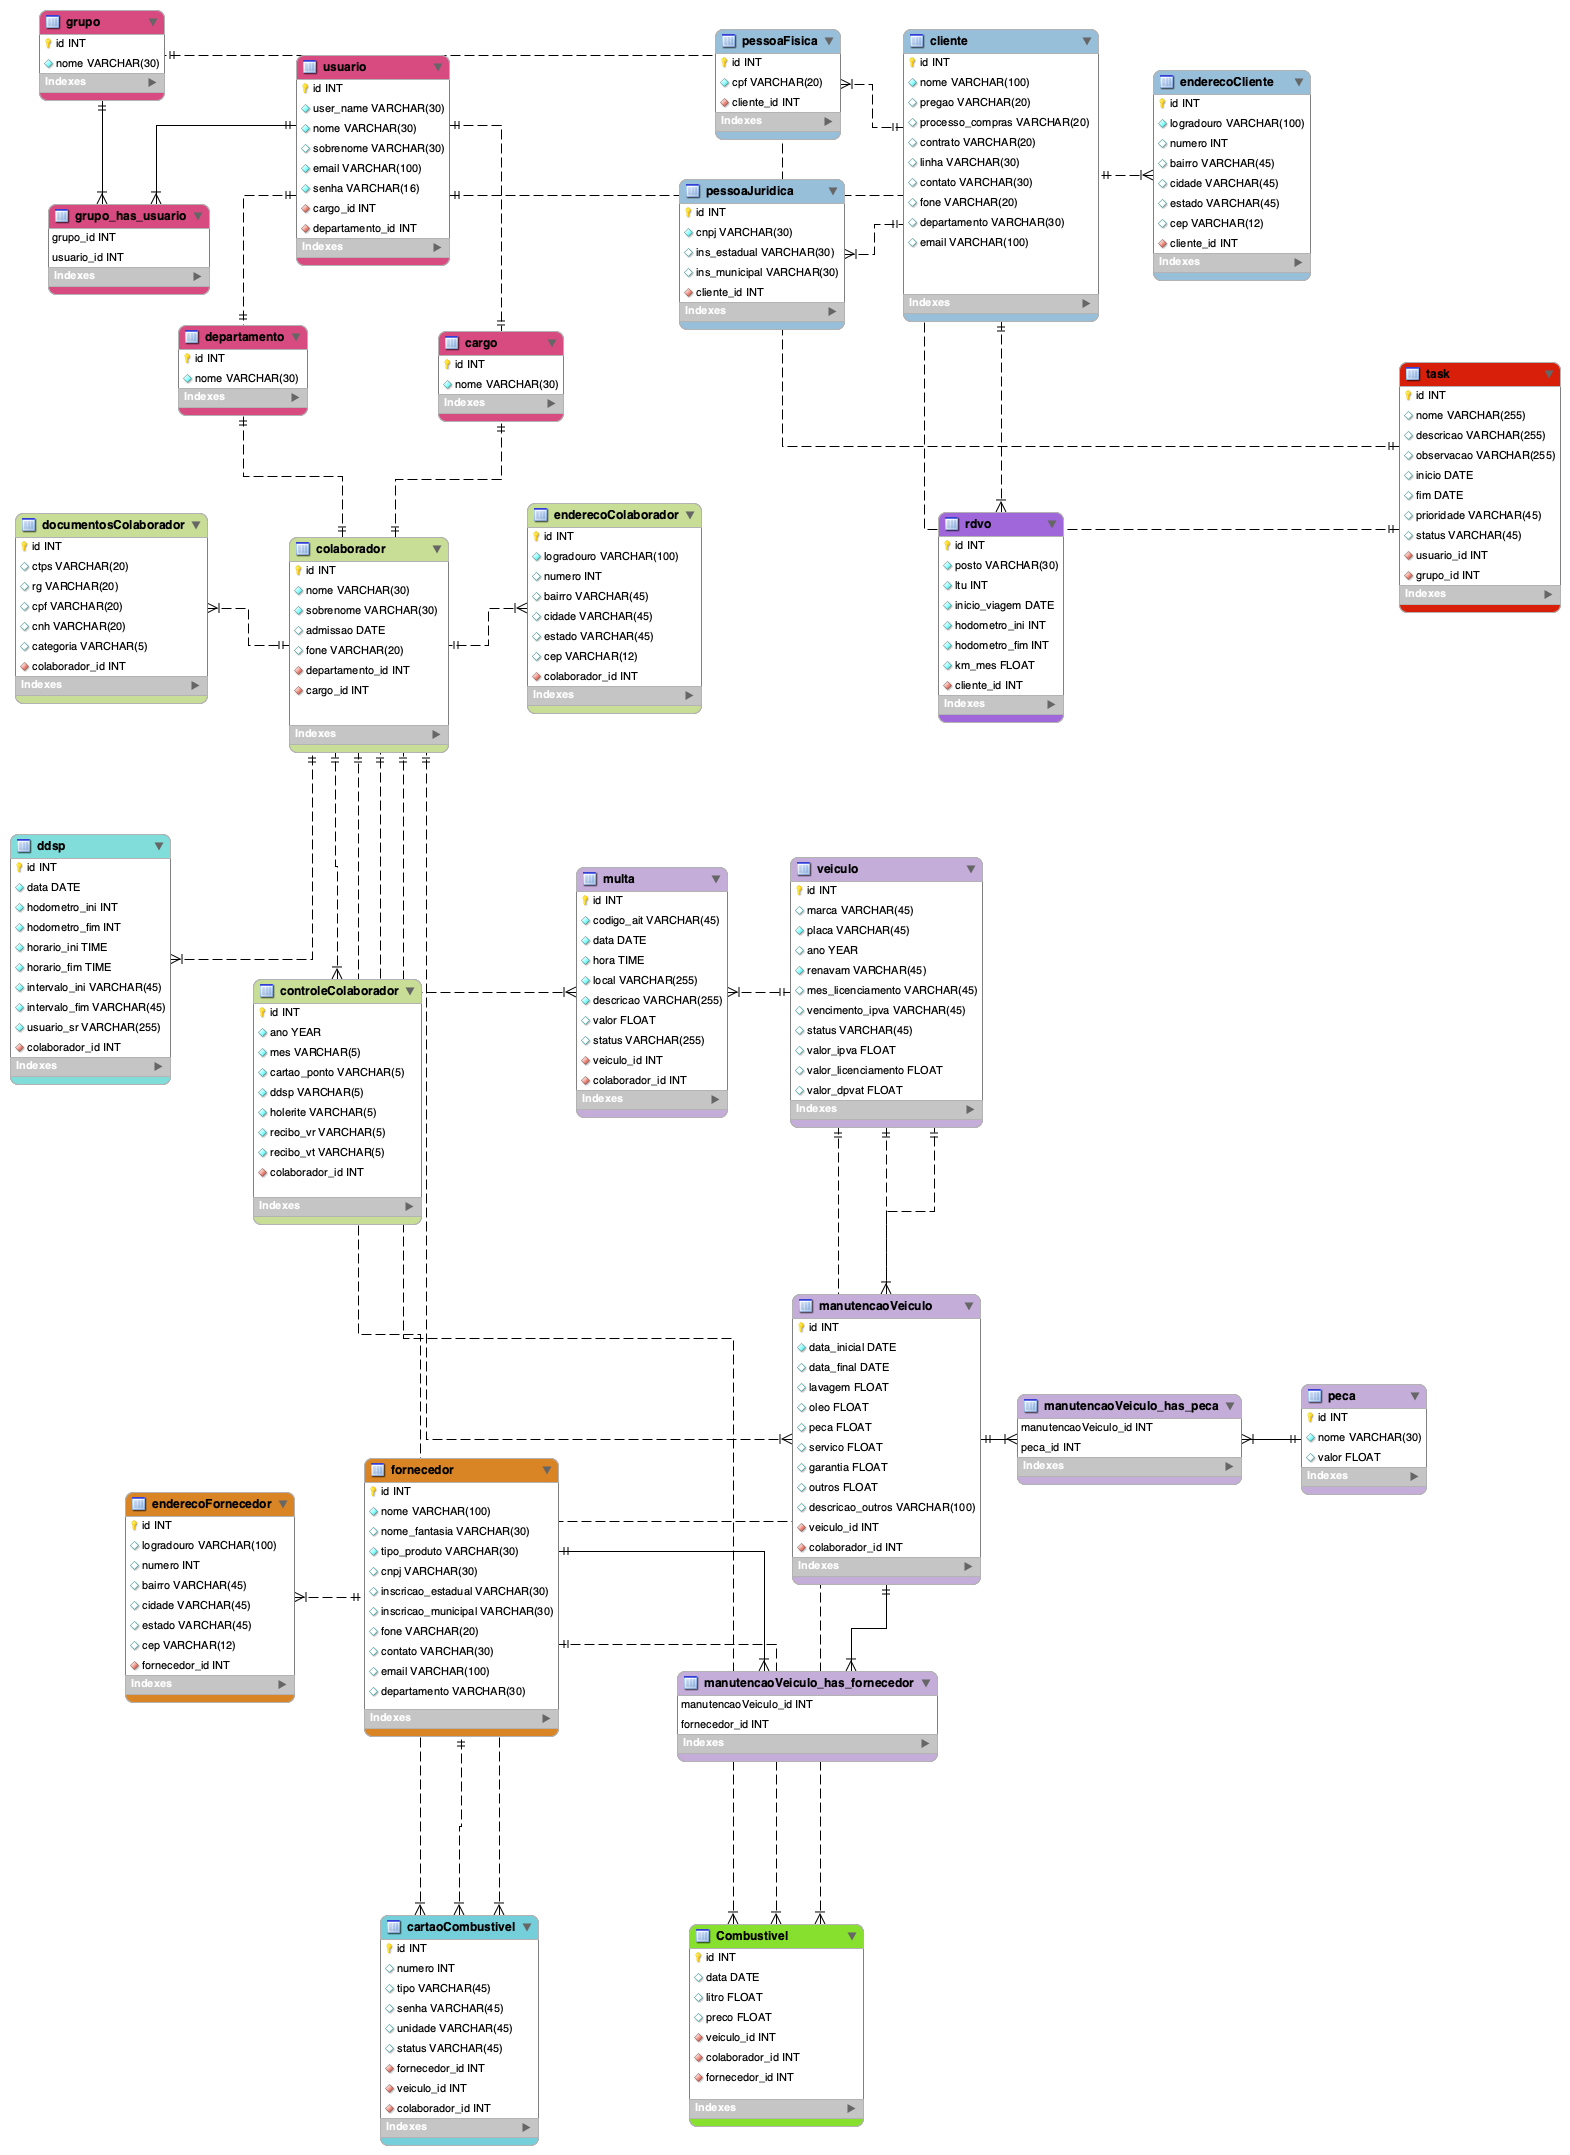 grupo
id INT
nome VARCHAR(30)
Indexes
usuario
id INT
user_name VARCHAR(30)
nome VARCHAR(30)
sobrenome VARCHAR(30)
email VARCHAR(100)
senha VARCHAR(16)
cargo_id INT
departamento_id INT
Indexes
pessoaFisica
id INT
cpf VARCHAR(20)
cliente_id INT
Indexes
cliente
id INT
nome VARCHAR(100)
pregao VARCHAR(20)
processo_compras VARCHAR(20)
contrato VARCHAR(20)
linha VARCHAR(30)
contato VARCHAR(30)
fone VARCHAR(20)
departamento VARCHAR(30)
email VARCHAR(100)
Indexes
enderecoCliente
id INT
logradouro VARCHAR(100)
numero INT
bairro VARCHAR(45)
cidade VARCHAR(45)
estado VARCHAR(45)
cep VARCHAR(12)
cliente_id INT
Indexes
grupo_has_usuario
grupo_id INT
usuario_id INT
Indexes
pessoaJuridica
id INT
cnpj VARCHAR(30)
ins_estadual VARCHAR(30)
ins_municipal VARCHAR(30)
cliente_id INT
Indexes
departamento
id INT
nome VARCHAR(30)
Indexes
cargo
id INT
nome VARCHAR(30)
Indexes
task
id INT
nome VARCHAR(255)
descricao VARCHAR(255)
observacao VARCHAR(255)
inicio DATE
fim DATE
prioridade VARCHAR(45)
status VARCHAR(45)
usuario_id INT
grupo_id INT
Indexes
documentosColaborador
id INT
ctps VARCHAR(20)
rg VARCHAR(20)
cpf VARCHAR(20)
cnh VARCHAR(20)
categoria VARCHAR(5)
colaborador_id INT
Indexes
colaborador
id INT
nome VARCHAR(30)
sobrenome VARCHAR(30)
admissao DATE
fone VARCHAR(20)
departamento_id INT
cargo_id INT
Indexes
enderecoColaborador
id INT
logradouro VARCHAR(100)
numero INT
bairro VARCHAR(45)
cidade VARCHAR(45)
estado VARCHAR(45)
cep VARCHAR(12)
colaborador_id INT
Indexes
rdvo
id INT
posto VARCHAR(30)
ltu INT
inicio_viagem DATE
hodometro_ini INT
hodometro_fim INT
km_mes FLOAT
cliente_id INT
Indexes
ddsp
id INT
data DATE
hodometro_ini INT
hodometro_fim INT
horario_ini TIME
horario_fim TIME
intervalo_ini VARCHAR(45)
intervalo_fim VARCHAR(45)
usuario_sr VARCHAR(255)
colaborador_id INT
Indexes
controleColaborador
id INT
ano YEAR
mes VARCHAR(5)
cartao_ponto VARCHAR(5)
ddsp VARCHAR(5)
holerite VARCHAR(5)
recibo_vr VARCHAR(5)
recibo_vt VARCHAR(5)
colaborador_id INT
Indexes
multa
id INT
codigo_ait VARCHAR(45)
data DATE
hora TIME
local VARCHAR(255)
descricao VARCHAR(255)
valor FLOAT
status VARCHAR(255)
veiculo_id INT
colaborador_id INT
Indexes
veiculo
id INT
marca VARCHAR(45)
placa VARCHAR(45)
ano YEAR
renavam VARCHAR(45)
mes_licenciamento VARCHAR(45)
vencimento_ipva VARCHAR(45)
status VARCHAR(45)
valor_ipva FLOAT
valor_licenciamento FLOAT
valor_dpvat FLOAT
Indexes
manutencaoVeiculo
id INT
data_inicial DATE
data_final DATE
lavagem FLOAT
oleo FLOAT
peca FLOAT
servico FLOAT
garantia FLOAT
outros FLOAT
descricao_outros VARCHAR(100)
veiculo_id INT
colaborador_id INT
Indexes
manutencaoVeiculo_has_peca
manutencaoVeiculo_id INT
peca_id INT
Indexes
peca
id INT
nome VARCHAR(30)
valor FLOAT
Indexes
enderecoFornecedor
id INT
logradouro VARCHAR(100)
numero INT
bairro VARCHAR(45)
cidade VARCHAR(45)
estado VARCHAR(45)
cep VARCHAR(12)
fornecedor_id INT
Indexes
fornecedor
id INT
nome VARCHAR(100)
nome_fantasia VARCHAR(30)
tipo_produto VARCHAR(30)
cnpj VARCHAR(30)
inscricao_estadual VARCHAR(30)
inscricao_municipal VARCHAR(30)
fone VARCHAR(20)
contato VARCHAR(30)
email VARCHAR(100)
departamento VARCHAR(30)
Indexes
manutencaoVeiculo_has_fornecedor
manutencaoVeiculo_id INT
fornecedor_id INT
Indexes
cartaoCombustivel
id INT
numero INT
tipo VARCHAR(45)
senha VARCHAR(45)
unidade VARCHAR(45)
status VARCHAR(45)
fornecedor_id INT
veiculo_id INT
colaborador_id INT
Indexes
Combustivel
id INT
data DATE
litro FLOAT
preco FLOAT
veiculo_id INT
colaborador_id INT
fornecedor_id INT
Indexes